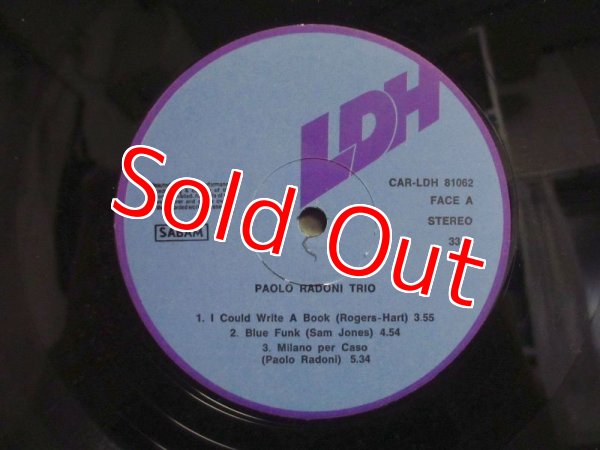 LDH
CAR-LDH 81062
FACE A
STEREO
33
SABAM
Sold Out
PAOLO RADONI TRIO
1. I Could Write A Book (Rogers-Hart) 3.55
2. Blue Funk (Sam Jones) 4.54
3. Milano per Caso
(Paolo Radoni) 5.34